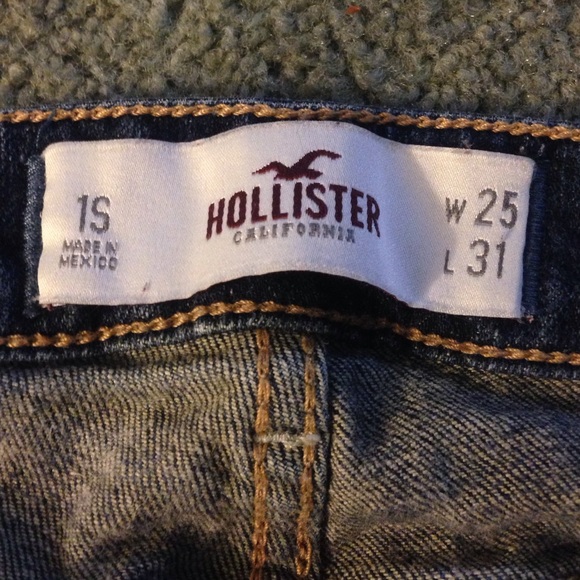 1S
MADE IN
MEXICO
HOLLISTER
CALIFORNIA
W 25
L 31